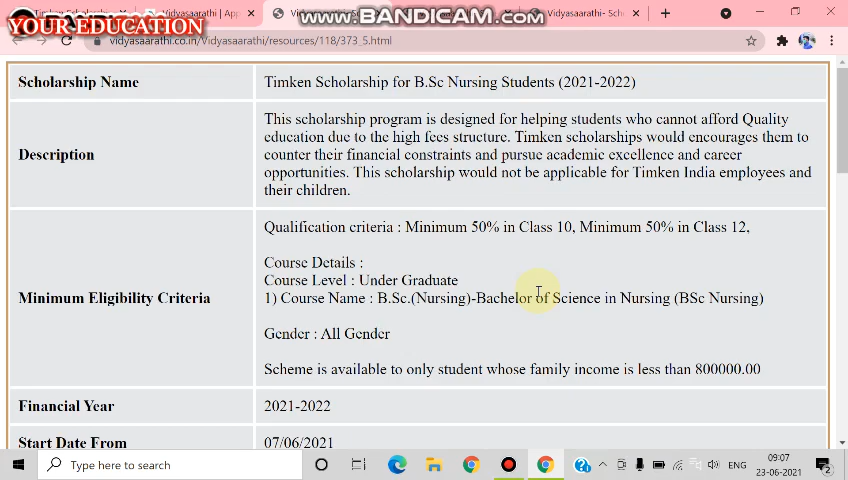 Vidyasaarathi | Ap
Vidyasaarathi- Sch
www.BANDICAM.com
YOUR EDUCATION
vidyasaarathi.co.in/Vidyasaarathi/resources/118/373_5.html
Scholarship Name
Timken Scholarship for B.Sc Nursing Students (2021-2022)
Description
This scholarship program is designed for helping students who cannot afford Quality
education due to the high fees structure. Timken scholarships would encourages them to
counter their financial constraints and pursue academic excellence and career
opportunities. This scholarship would not be applicable for Timken India employees and
their children.
Minimum Eligibility Criteria
Qualification criteria : Minimum 50% in Class 10, Minimum 50% in Class 12,
Course Details :
Course Level : Under Graduate
1) Course Name : B.Sc.(Nursing)-Bachelor of Science in Nursing (BSc Nursing)
Gender : All Gender
Scheme is available to only student whose family income is less than 800000.00
Financial Year
2021-2022
Start Date From
07/06/2021
Type here to search
ENG
09:07
23-06-2021
2